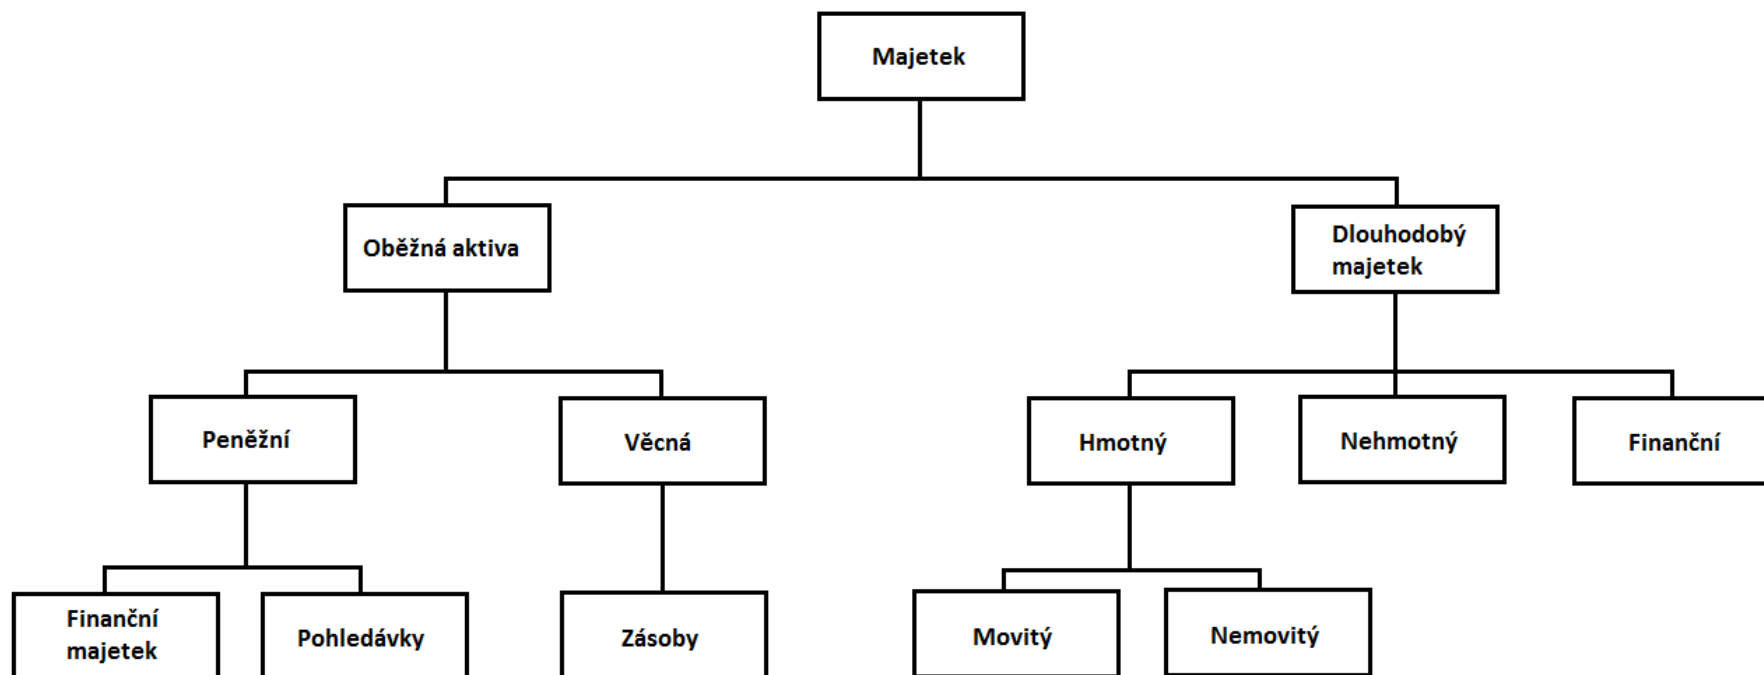 Majetek
Oběžná aktiva
Dlouhodobý
majetek
Peněžní
Věcná
Hmotný
Nehmotný
Finanční
Finanční
majetek
Pohledávky
Zásoby
Movitý
Nemovitý